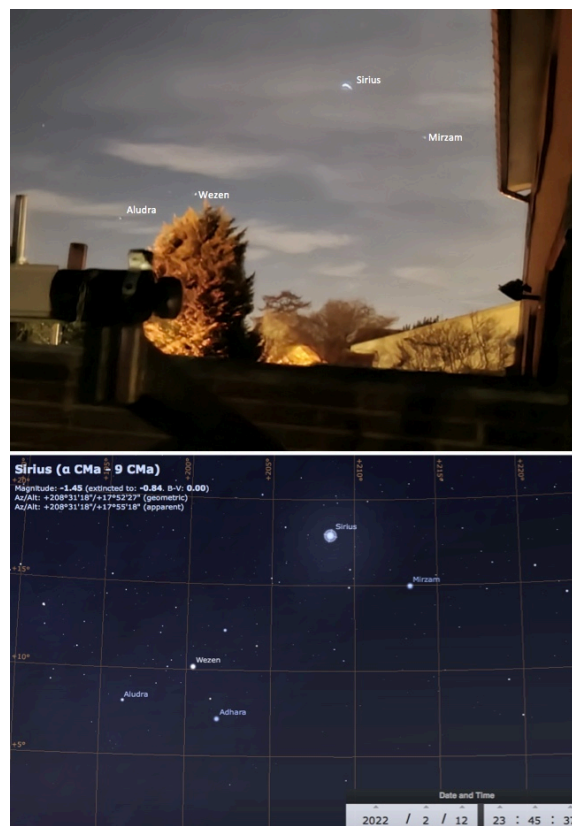 Sirius
Mirzam
Wezen
Aludra
Sirius (α CMa - 9 CMa)
Magnitude: -1.45 (extincted to: -0.84. B-V: 0.00)
Az/Alt: +208°31'18"/+17°52'27" (geometric)
Az/Alt: +208°31'18"/+17°55'18" (apparent)
+200°
+205°
+210°
+215°
+220°
+20°
Sirius
+15°
Mirzam
+10°
Wezen
Aludra
Adhara
+5°
Date and Time
2022 / 2 / 12 23 : 45 : 37